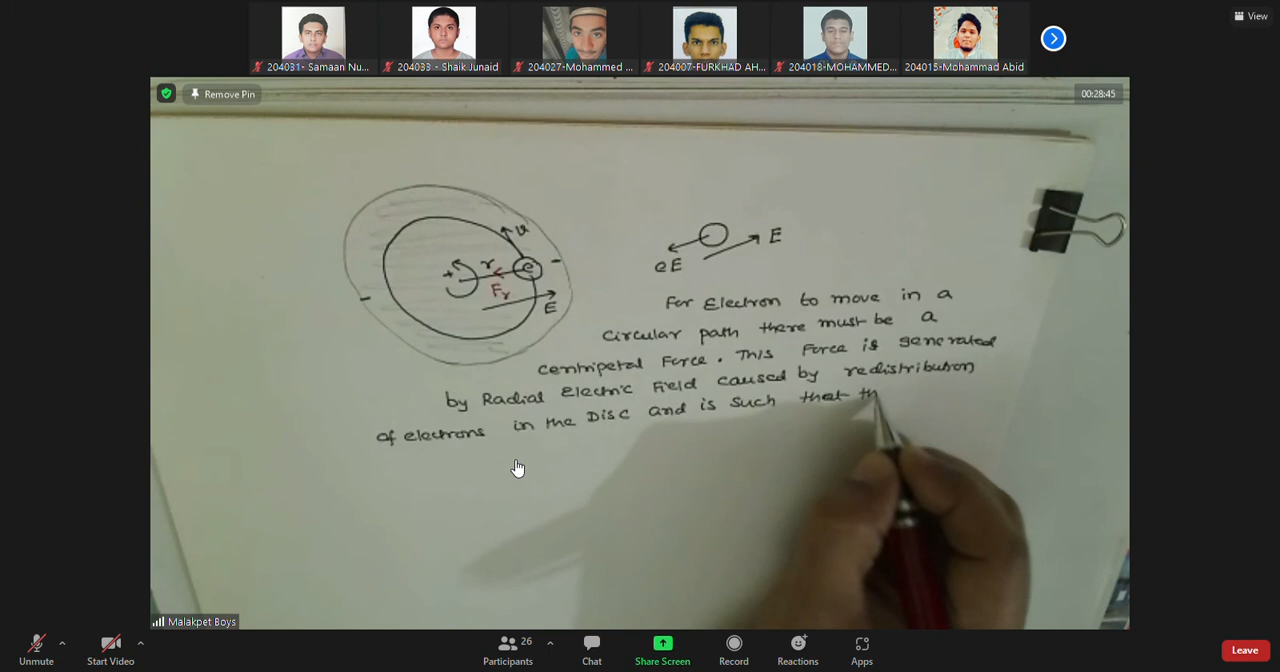 View
204031- Samaan Nu...
204033 - Shaik Junaid
204027-Mohammed ...
204007-FURKHAD AH...
204018-MOHAMMED...
204015-Mohammad Abid
Remove Pin
00:28:45
v
+ r e -
Fr
- E
E
eE
For Electron to move in a
circular path there must be a
centripetal Force. This Force is generated
by Radial Electric Field caused by redistribution
of electrons in the Disc and is such that th
Malakpet Boys
Unmute
Start Video
26
Participants
Chat
Share Screen
Record
Reactions
Apps
Leave